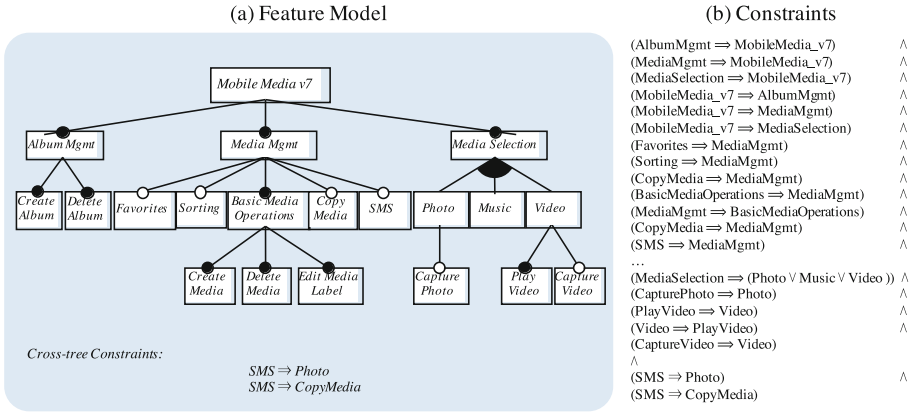 (a) Feature Model
Mobile Media v7
Album Mgmt
Media Mgmt
Media Selection
Create
Album
Delete
Album
Favorites
Sorting
Basic Media
Operations
Copy
Media
SMS
Photo
Music
Video
Create
Media
Delete
Media
Edit Media
Label
Capture
Photo
Play
Video
Capture
Video
Cross-tree Constraints:
SMS ⇒ Photo
SMS ⇒ CopyMedia
(b) Constraints
(AlbumMgmt ⟹ MobileMedia_v7) ∧
(MediaMgmt ⟹ MobileMedia_v7) ∧
(MediaSelection ⟹ MobileMedia_v7) ∧
(MobileMedia_v7 ⟹ AlbumMgmt) ∧
(MobileMedia_v7 ⟹ MediaMgmt) ∧
(MobileMedia_v7 ⟹ MediaSelection) ∧
(Favorites ⟹ MediaMgmt) ∧
(Sorting ⟹ MediaMgmt) ∧
(CopyMedia ⟹ MediaMgmt) ∧
(BasicMediaOperations ⟹ MediaMgmt) ∧
(MediaMgmt ⟹ BasicMediaOperations) ∧
(CopyMedia ⟹ MediaMgmt) ∧
(SMS ⟹ MediaMgmt) ∧
…
(MediaSelection ⟹ (Photo ∨ Music ∨ Video )) ∧
(CapturePhoto ⟹ Photo) ∧
(PlayVideo ⟹ Video) ∧
(Video ⟹ PlayVideo) ∧
(CaptureVideo ⟹ Video)
∧
(SMS ⇒ Photo) ∧
(SMS ⟹ CopyMedia)